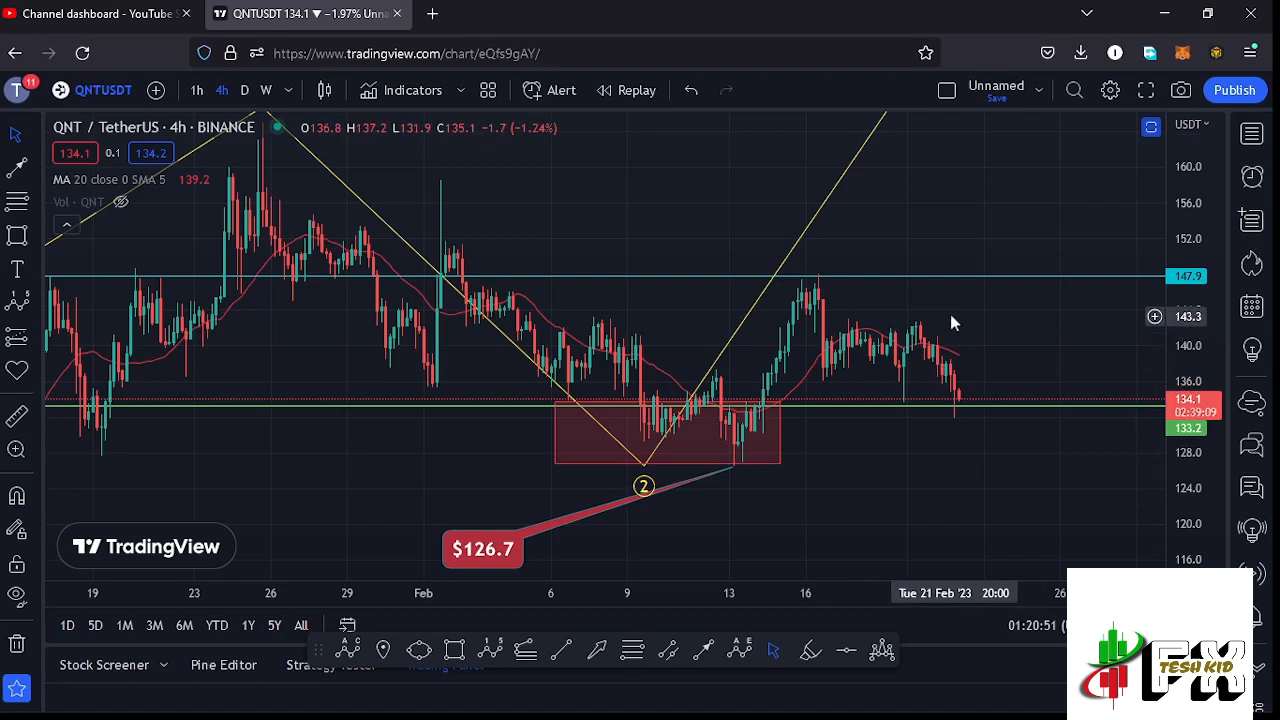 Channel dashboard - YouTube S
QNTUSDT 134.1 ▼ −1.97% Unna
https://www.tradingview.com/chart/eQfs9gAY/
T 11
QNTUSDT
1h 4h D W
Indicators
Alert
Replay
Unnamed
Save
Publish
QNT / TetherUS · 4h · BINANCE O136.8 H137.2 L131.9 C135.1 −1.7 (−1.24%)
USDT
134.1 0.1 134.2
MA 20 close 0 SMA 5 139.2
Vol · QNT
160.0
156.0
152.0
147.9
143.3
140.0
136.0
134.1
02:39:09
133.2
128.0
124.0
120.0
116.0
2
$126.7
TradingView
19 23 26 29 Feb 6 9 13 16 Tue 21 Feb '23 20:00 26
1D 5D 1M 3M 6M YTD 1Y 5Y All
Stock Screener Pine Editor
FX
TESH KID